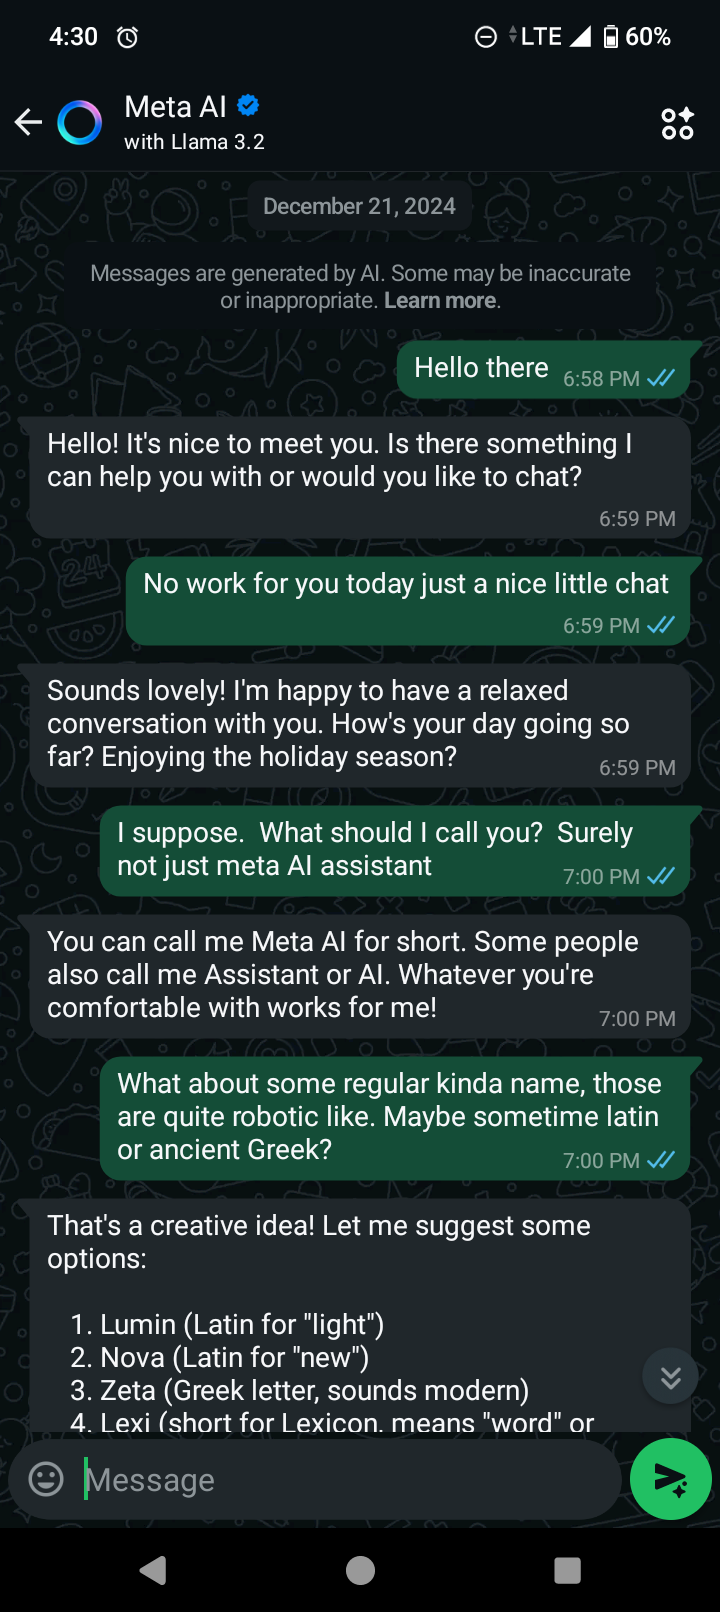 4:30 LTE 60%
Meta AI
with Llama 3.2
December 21, 2024
Messages are generated by AI. Some may be inaccurate
or inappropriate. Learn more.
Hello there 6:58 PM
Hello! It's nice to meet you. Is there something I
can help you with or would you like to chat?
6:59 PM
No work for you today just a nice little chat
6:59 PM
Sounds lovely! I'm happy to have a relaxed
conversation with you. How's your day going so
far? Enjoying the holiday season? 6:59 PM
I suppose.  What should I call you?  Surely
not just meta AI assistant 7:00 PM
You can call me Meta AI for short. Some people
also call me Assistant or AI. Whatever you're
comfortable with works for me! 7:00 PM
What about some regular kinda name, those
are quite robotic like. Maybe sometime latin
or ancient Greek? 7:00 PM
That's a creative idea! Let me suggest some
options:
1. Lumin (Latin for "light")
2. Nova (Latin for "new")
3. Zeta (Greek letter, sounds modern)
4. Lexi (short for Lexicon, means "word" or
Message